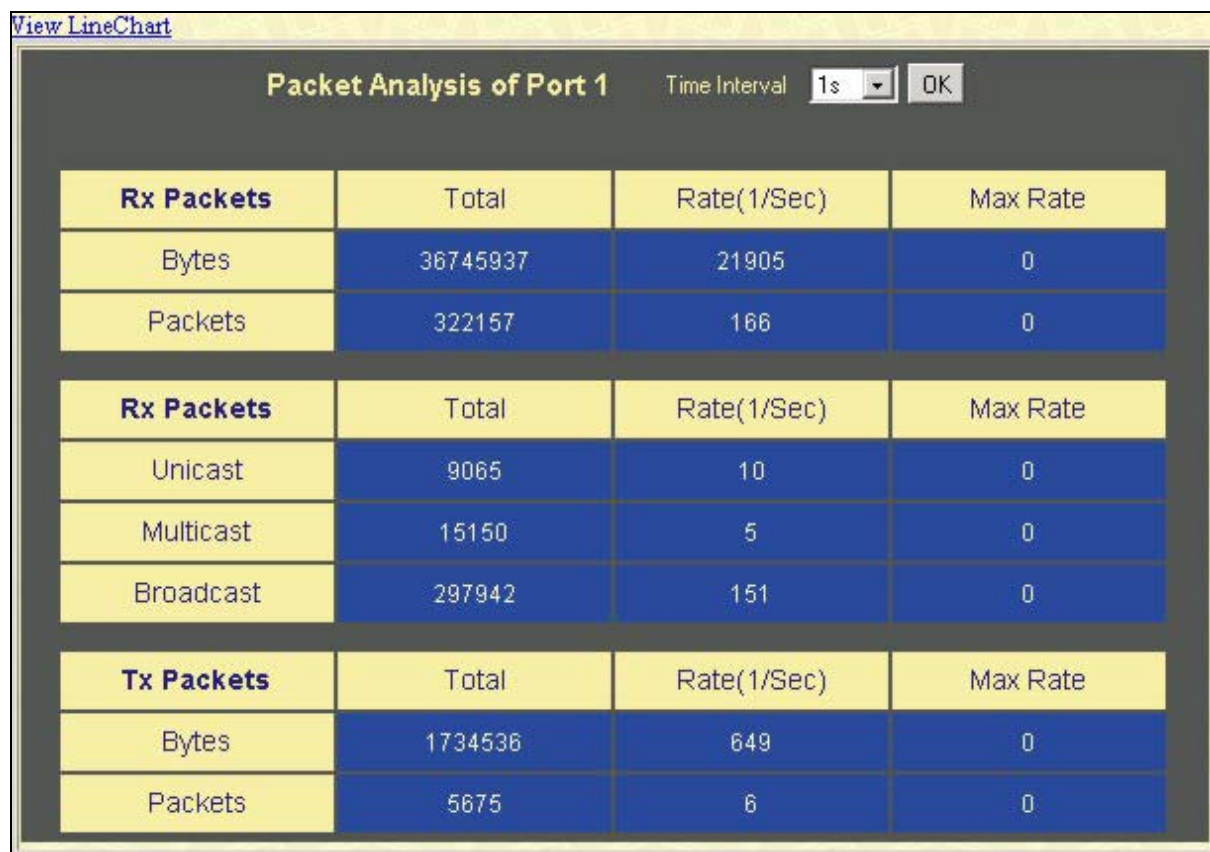 View LineChart
Packet Analysis of Port 1 Time Interval 1s OK
Rx Packets Total Rate(1/Sec) Max Rate
Bytes 36745937 21905 0
Packets 322157 166 0
Rx Packets Total Rate(1/Sec) Max Rate
Unicast 9065 10 0
Multicast 15150 5 0
Broadcast 297942 151 0
Tx Packets Total Rate(1/Sec) Max Rate
Bytes 1734536 649 0
Packets 5675 6 0